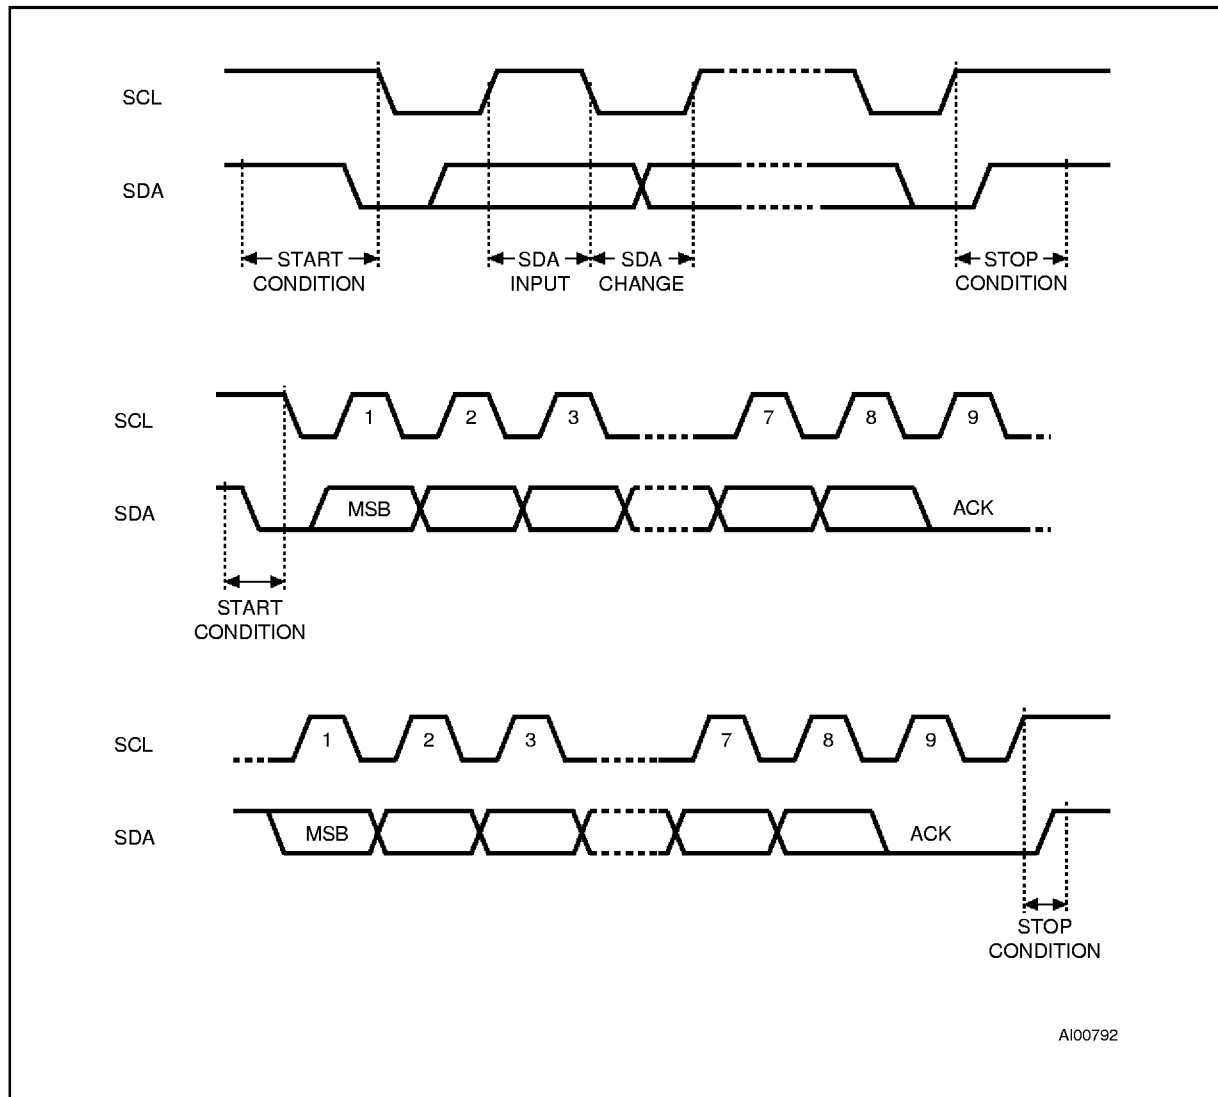 SCL
SDA
START CONDITION
SDA INPUT
SDA CHANGE
STOP CONDITION
SCL
1 2 3 7 8 9
SDA
MSB
ACK
START CONDITION
SCL
1 2 3 7 8 9
SDA
MSB
ACK
STOP CONDITION
AI00792